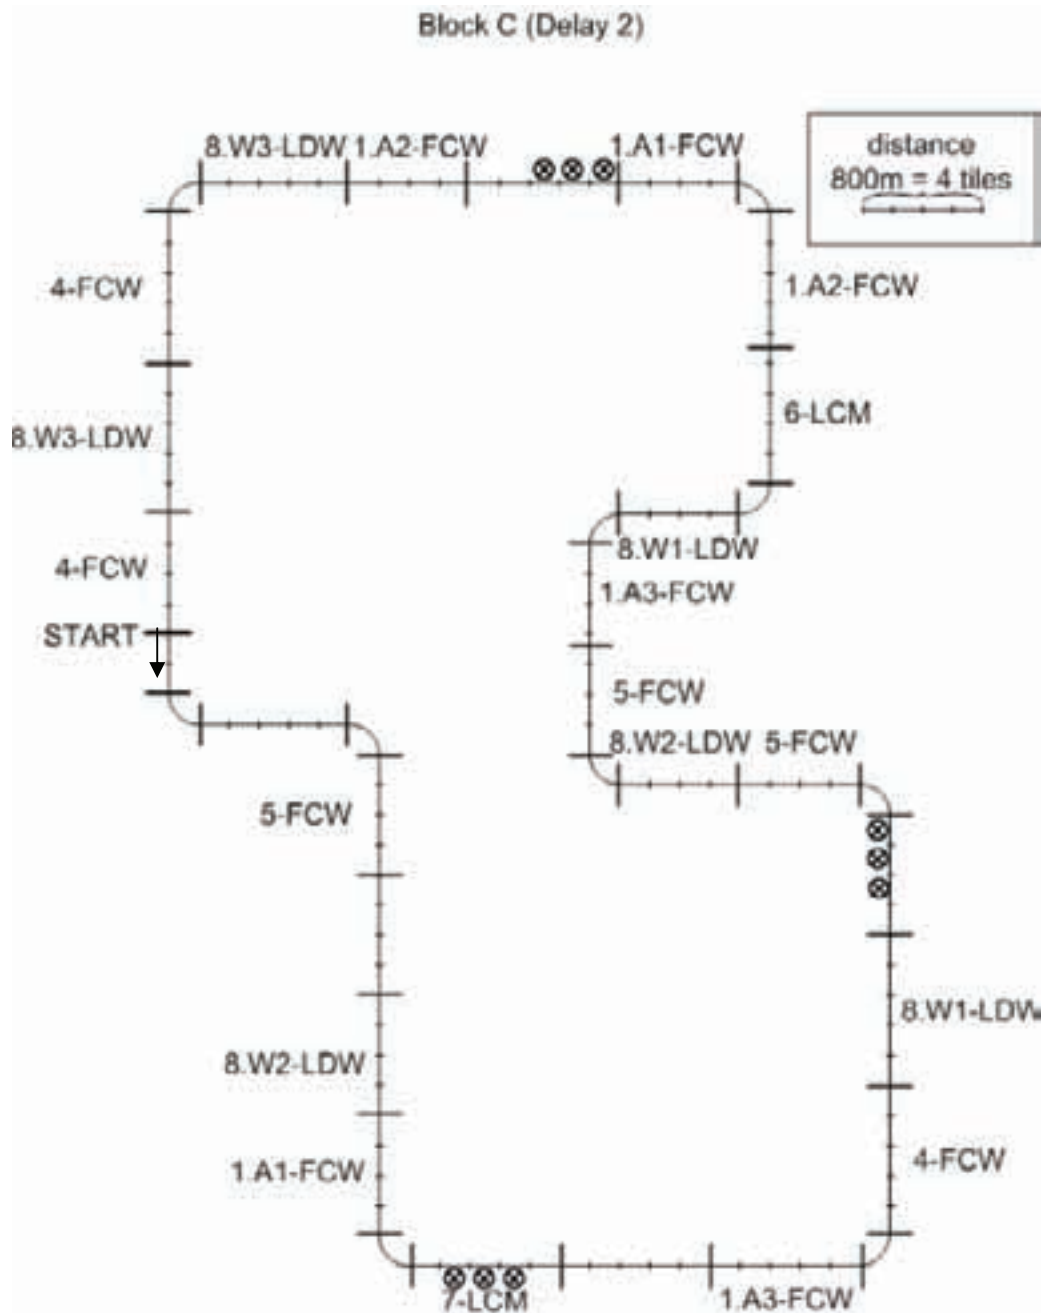 Block C (Delay 2)
distance
800m = 4 tiles
8.W3-LDW 1.A2-FCW 1.A1-FCW
4-FCW 1.A2-FCW
6-LCM
8.W3-LDW
8.W1-LDW
4-FCW 1.A3-FCW
START
5-FCW
8.W2-LDW 5-FCW
5-FCW
8.W1-LDW
8.W2-LDW
1.A1-FCW 4-FCW
7-LCM 1.A3-FCW